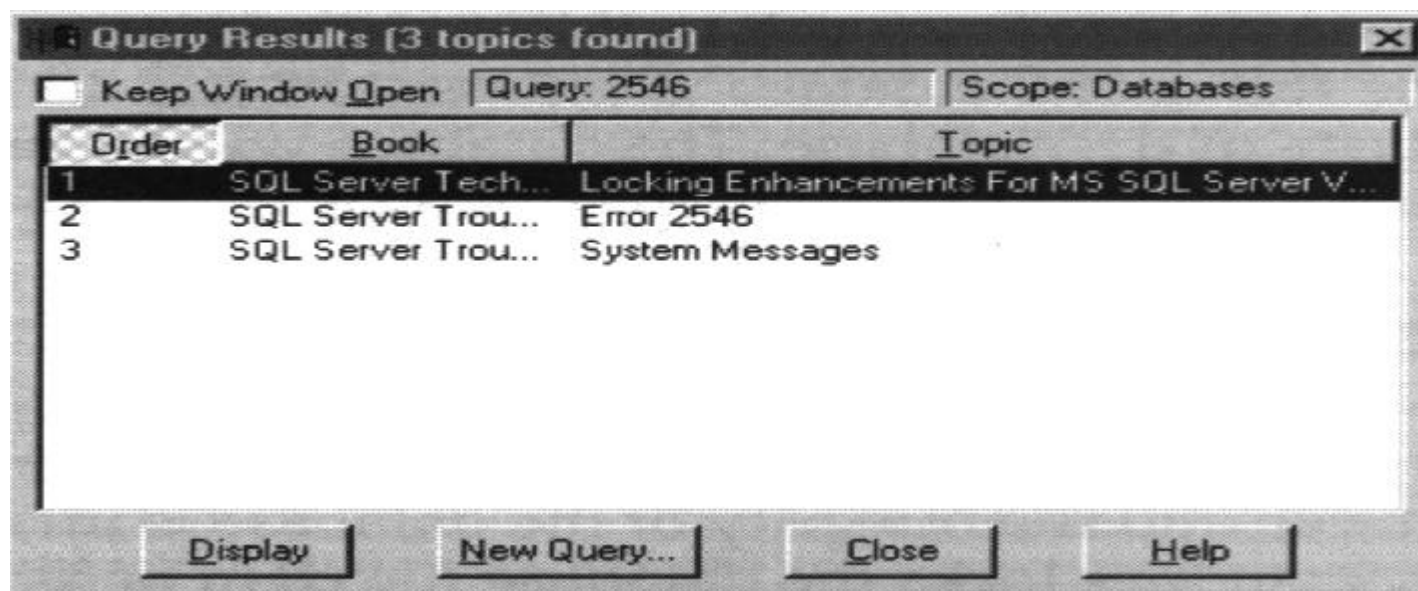 Query Results (3 topics found)
Keep Window Open Query: 2546 Scope: Databases
Order Book Topic
1 SQL Server Tech... Locking Enhancements For MS SQL Server V...
2 SQL Server Trou... Error 2546
3 SQL Server Trou... System Messages
Display New Query... Close Help